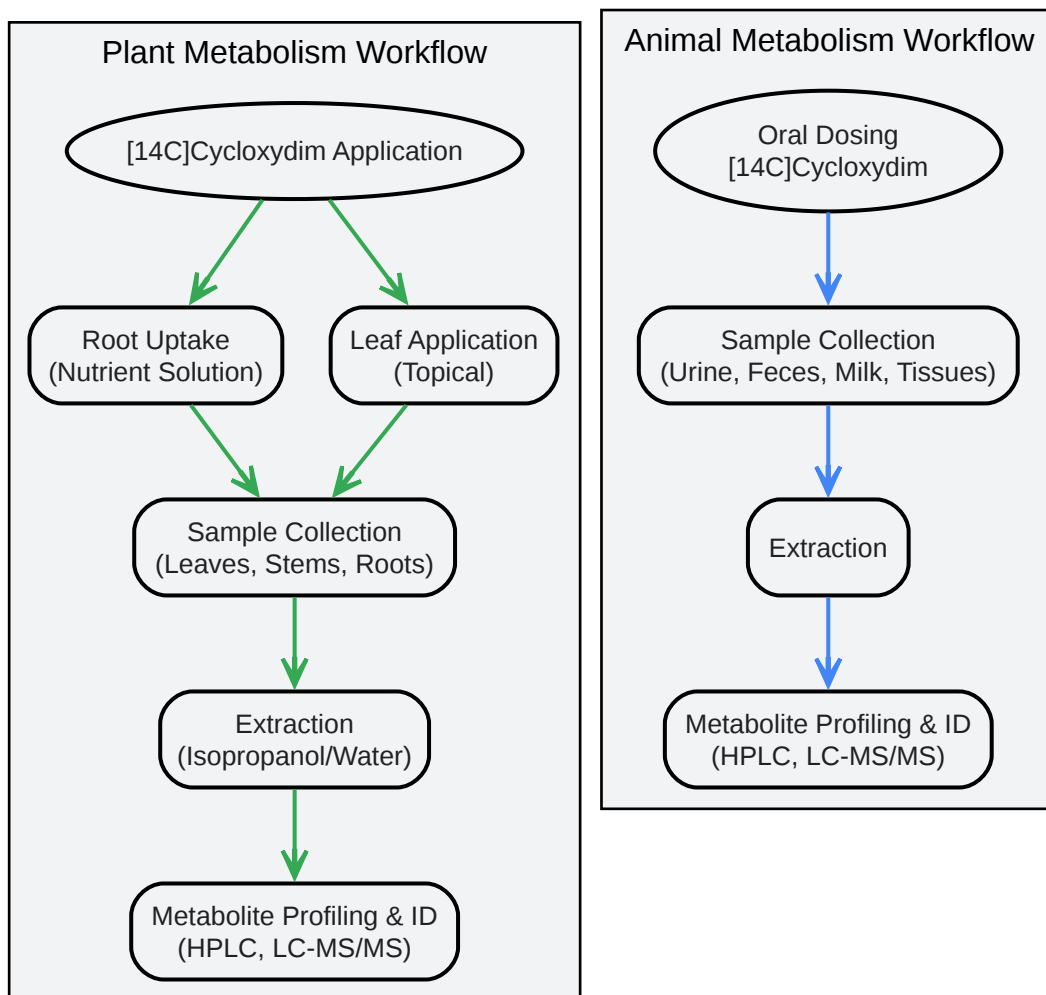 Plant Metabolism Workflow
[14C]Cycloxydim Application
Root Uptake
(Nutrient Solution)
Leaf Application
(Topical)
Sample Collection
(Leaves, Stems, Roots)
Extraction
(Isopropanol/Water)
Metabolite Profiling & ID
(HPLC, LC-MS/MS)
Animal Metabolism Workflow
Oral Dosing
[14C]Cycloxydim
Sample Collection
(Urine, Feces, Milk, Tissues)
Extraction
Metabolite Profiling & ID
(HPLC, LC-MS/MS)